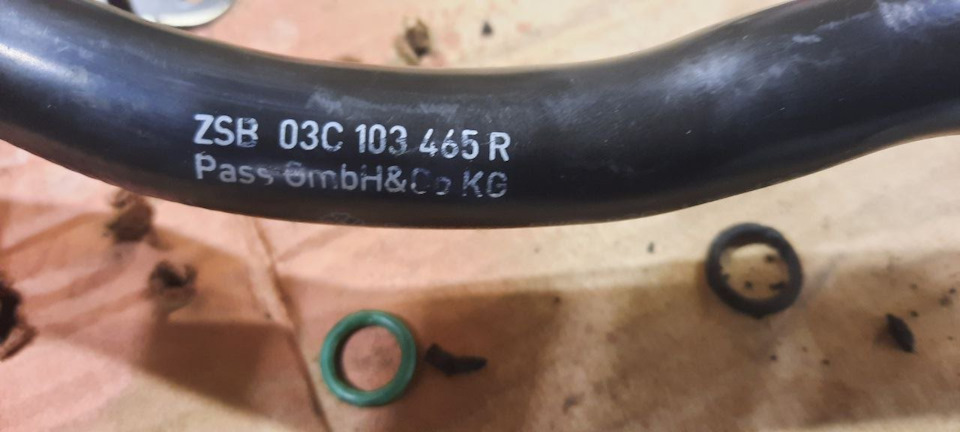 ZSB 03C 103 465 R
Pass GmbH&Co KG